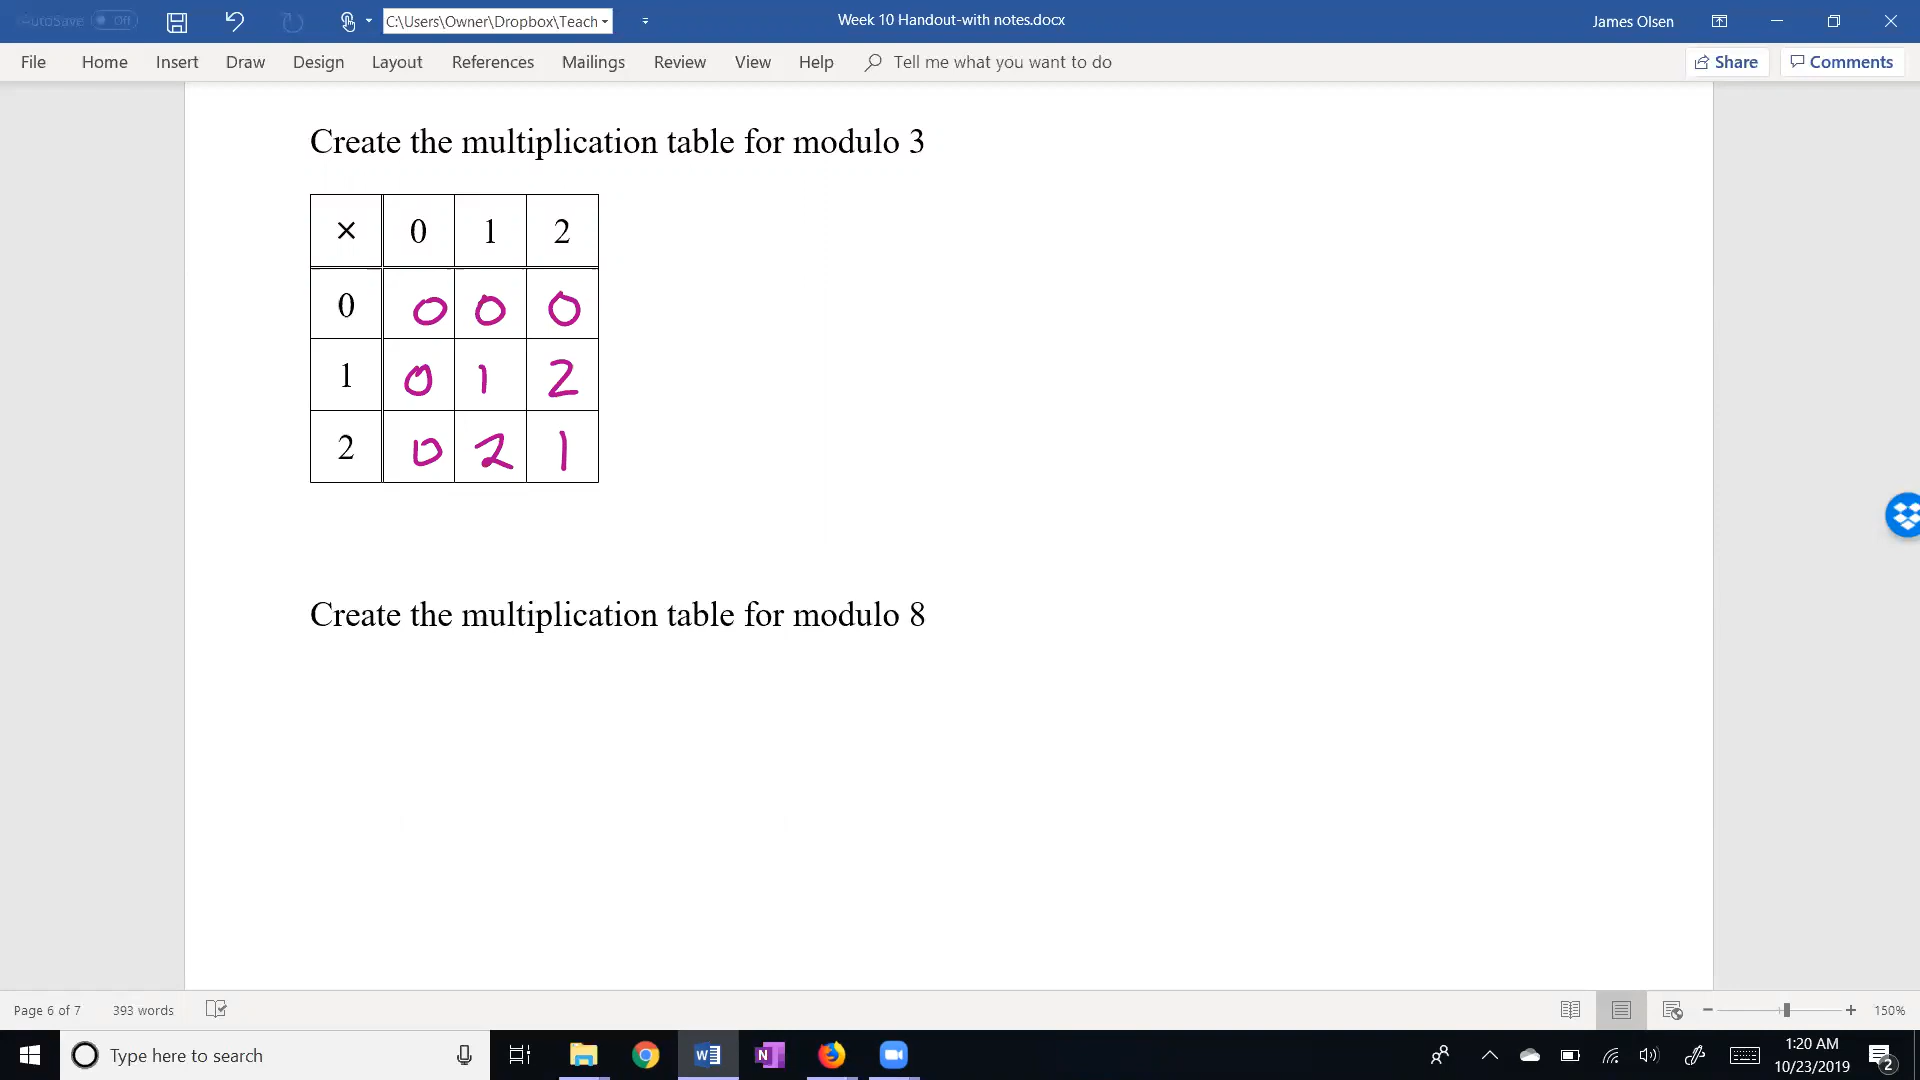 AutoSave Off C:\Users\Owner\Dropbox\Teach Week 10 Handout-with notes.docx James Olsen
File Home Insert Draw Design Layout References Mailings Review View Help Tell me what you want to do Share Comments
Create the multiplication table for modulo 3
× 0 1 2
0 0 0 0
1 0 1 2
2 0 2 1
Create the multiplication table for modulo 8
Page 6 of 7 393 words 150%
Type here to search N 1:20 AM
10/23/2019 2